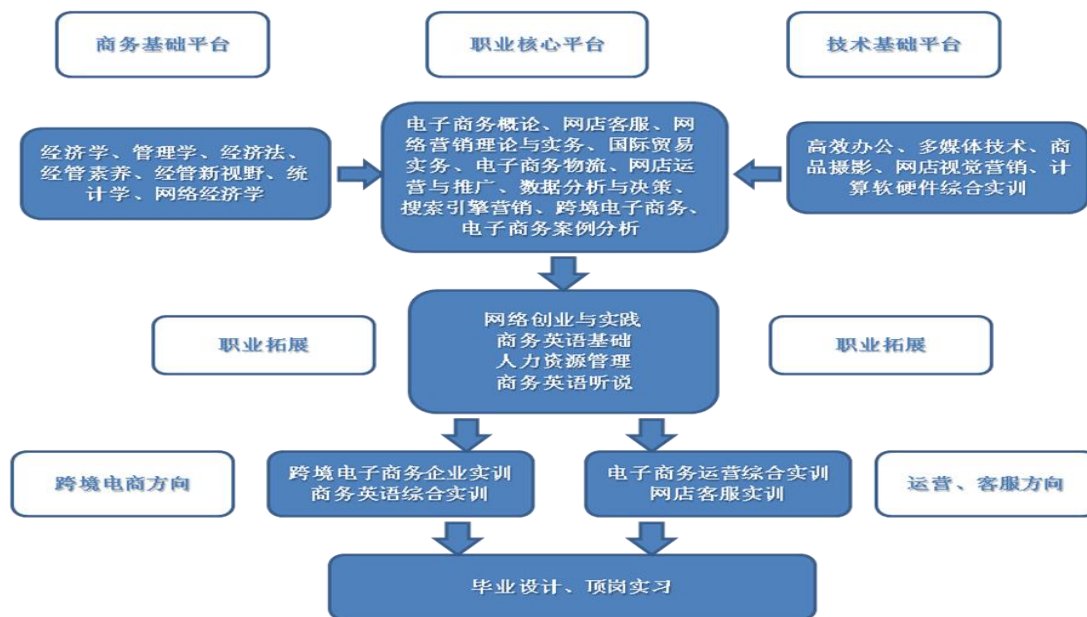 商务基础平台
职业核心平台
技术基础平台
经济学、管理学、经济法、
经管素养、经管新视野、统
计学、网络经济学
电子商务概论、网店客服、网
络营销理论与实务、国际贸易
实务、电子商务物流、网店运
营与推广、数据分析与决策、
搜索引擎营销、跨境电子商务、
电子商务案例分析
高效办公、多媒体技术、商
品摄影、网店视觉营销、计
算软硬件综合实训
职业拓展
网络创业与实践
商务英语基础
人力资源管理
商务英语听说
职业拓展
跨境电商方向
跨境电子商务企业实训
商务英语综合实训
电子商务运营综合实训
网店客服实训
运营、客服方向
毕业设计、顶岗实习